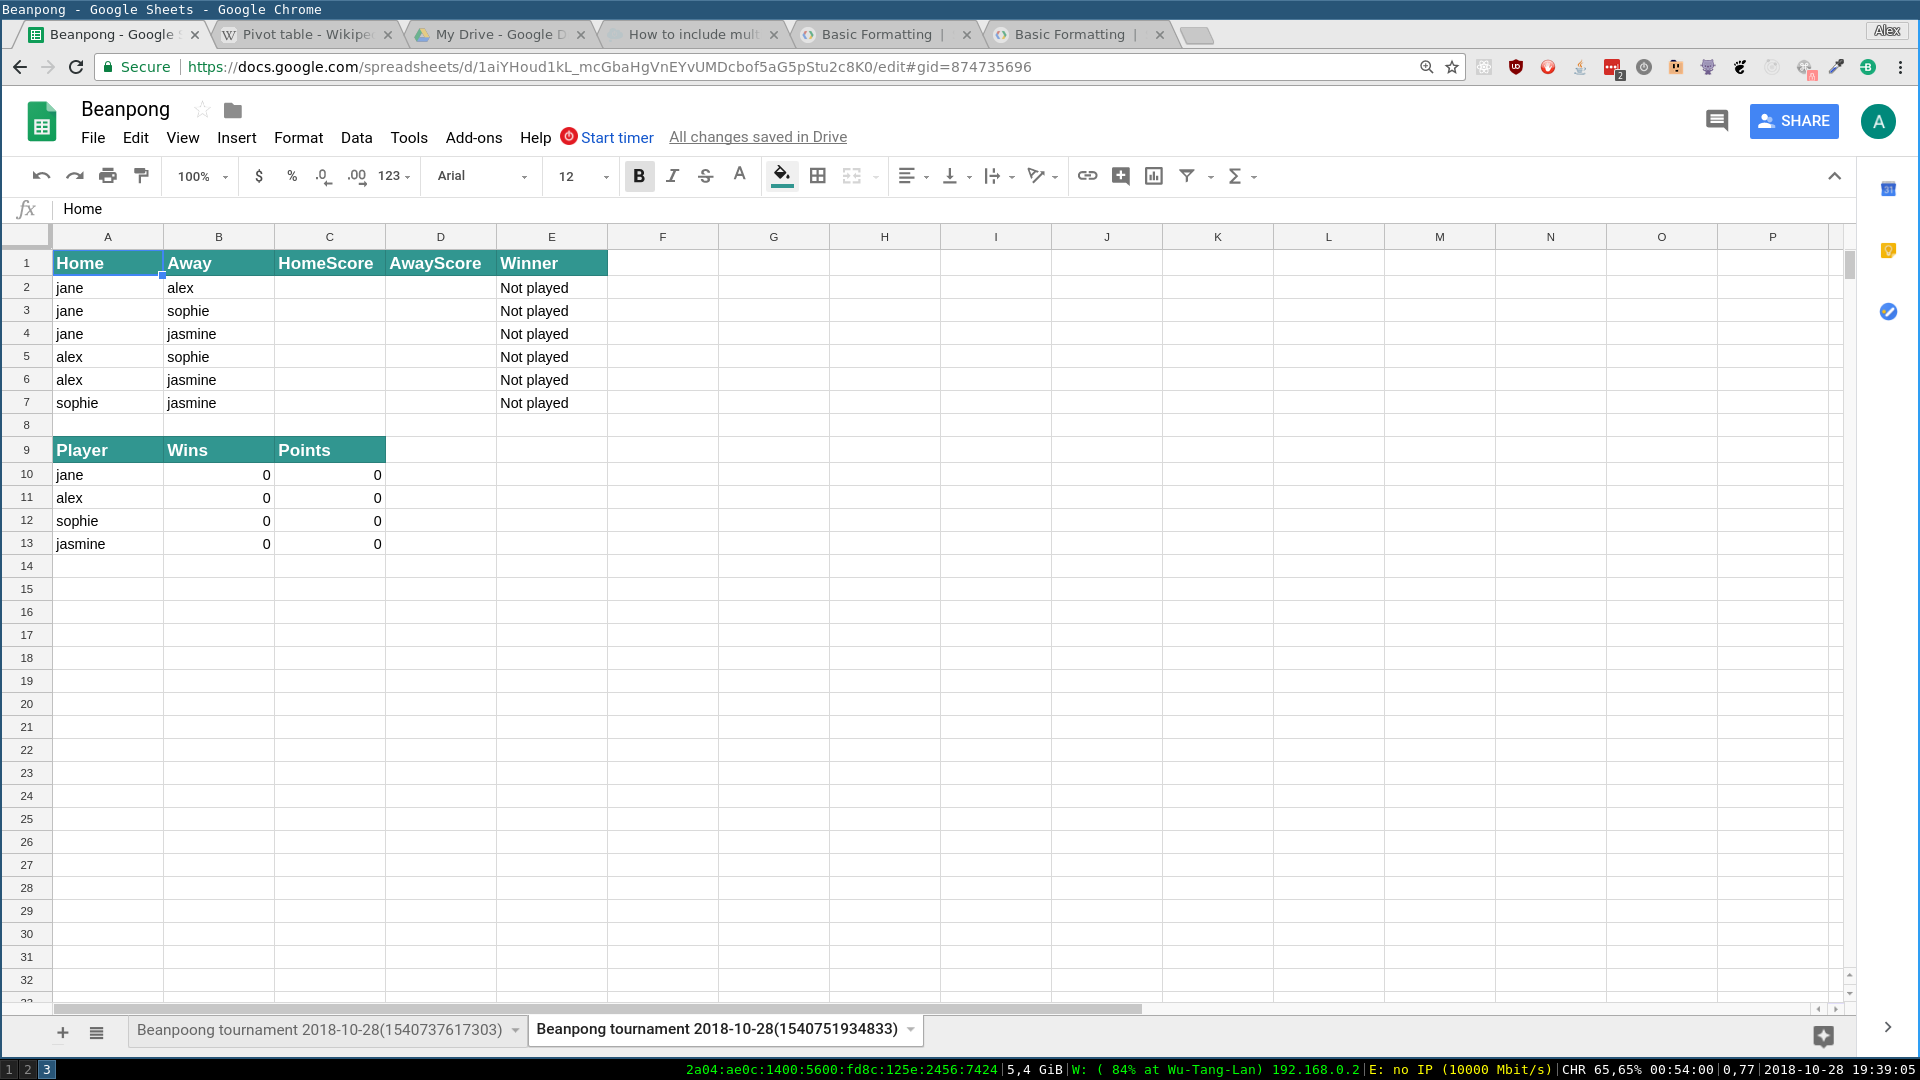 Beanpong - Google Sheets - Google Chrome
Beanpong - Google S
Pivot table - Wikiped
My Drive - Google D
How to include mult
Basic Formatting |
Basic Formatting |
Alex
Secure https://docs.google.com/spreadsheets/d/1aiYHoud1kL_mcGbaHgVnEYvUMDcbof5aG5pStu2c8K0/edit#gid=874735696
2
Beanpong
SHARE
A
File Edit View Insert Format Data Tools Add-ons Help Start timer All changes saved in Drive
100% $ % .0 .00 123 Arial 12 B I S A Σ
31
fx Home
A B C D E F G H I J K L M N O P
1 Home Away HomeScore AwayScore Winner
2 jane alex Not played
3 jane sophie Not played
4 jane jasmine Not played
5 alex sophie Not played
6 alex jasmine Not played
7 sophie jasmine Not played
8
9 Player Wins Points
10 jane 0 0
11 alex 0 0
12 sophie 0 0
13 jasmine 0 0
14
15
16
17
18
19
20
21
22
23
24
25
26
27
28
29
30
31
32
Beanpoong tournament 2018-10-28(1540737617303)
Beanpong tournament 2018-10-28(1540751934833)
1 2 3 2a04:ae0c:1400:5600:fd8c:125e:2456:7424|5,4 GiB|W: ( 84% at Wu-Tang-Lan) 192.168.0.2|E: no IP (10000 Mbit/s)|CHR 65,65% 00:54:00|0,77|2018-10-28 19:39:05